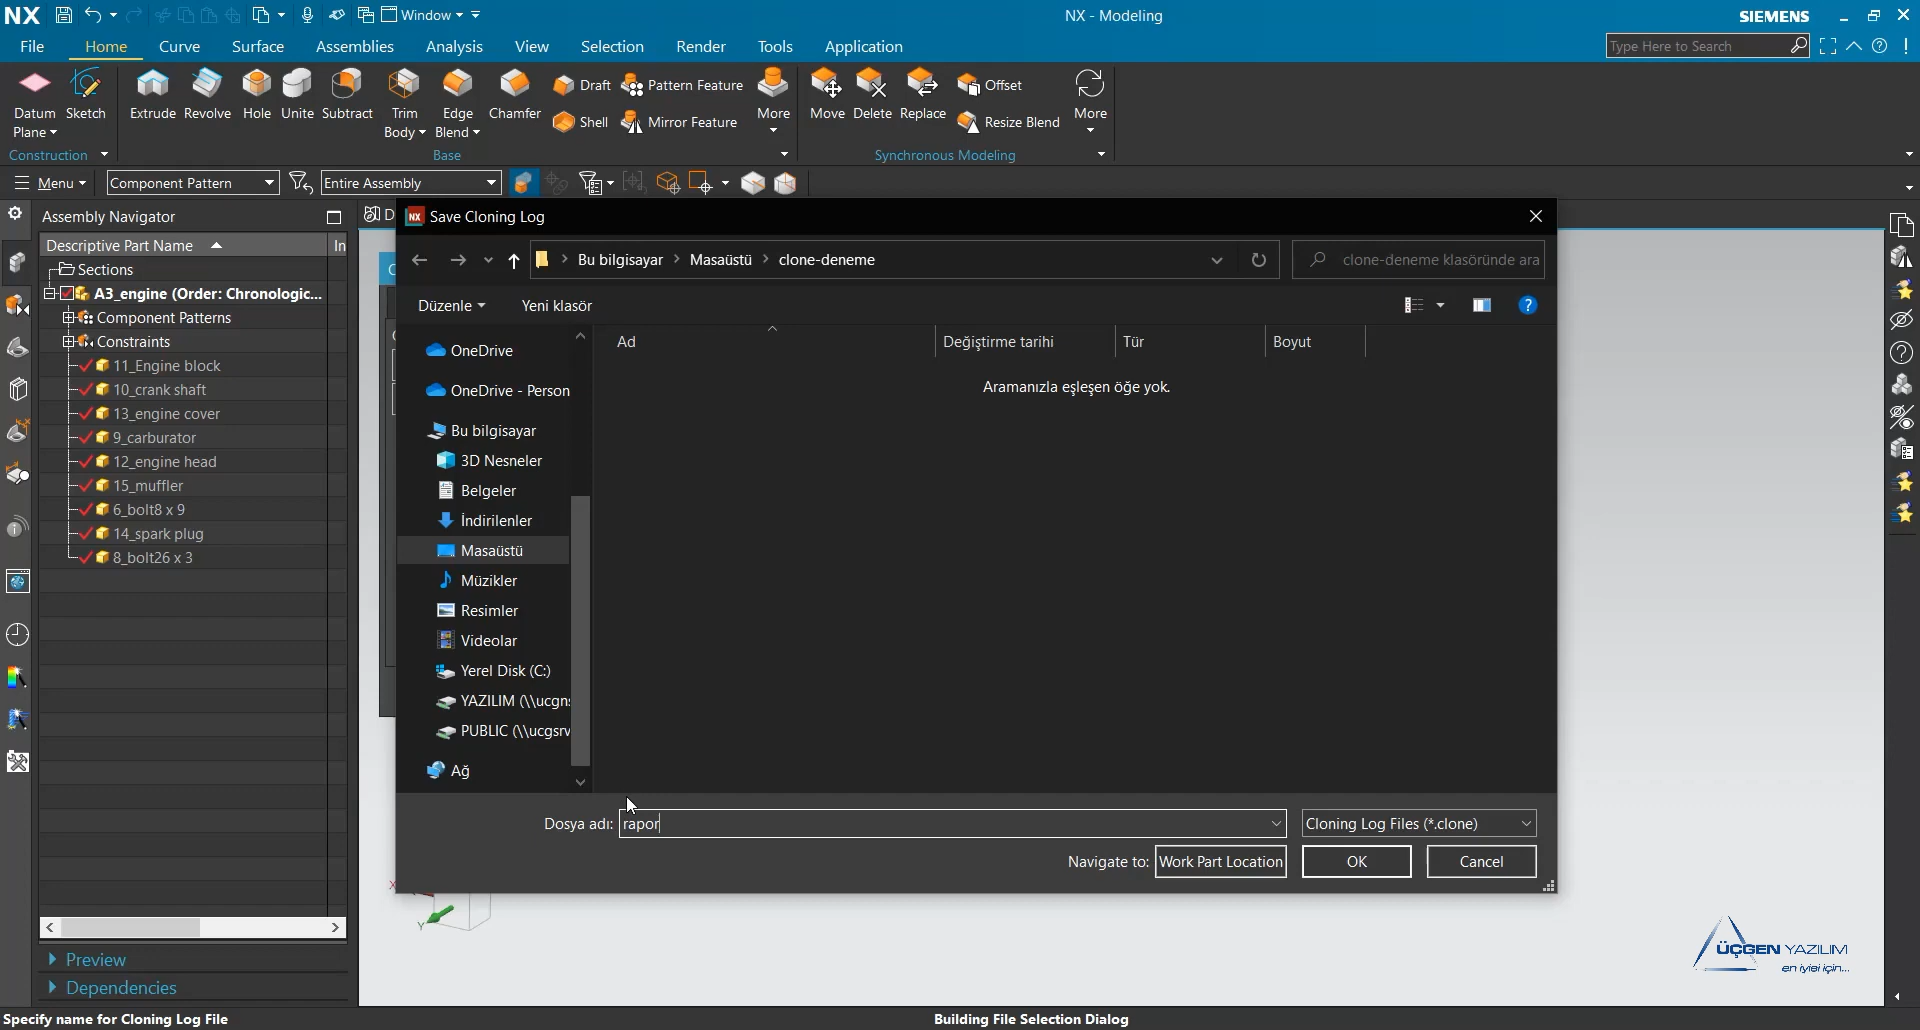 NX
Window
NX - Modeling
SIEMENS
File Home Curve Surface Assemblies Analysis View Selection Render Tools Application
Type Here to Search
Datum Plane
Sketch
Extrude
Revolve
Hole
Unite
Subtract
Trim Body
Edge Blend
Chamfer
Draft
Shell
Pattern Feature
Mirror Feature
More
Move
Delete
Replace
Offset
Resize Blend
More
Construction
Base
Synchronous Modeling
Menu
Component Pattern
Entire Assembly
Assembly Navigator
D
Descriptive Part Name
In
Sections
A3_engine (Order: Chronologic...
Component Patterns
Constraints
11_Engine block
10_crank shaft
13_engine cover
9_carburator
12_engine head
15_muffler
6_bolt8 x 9
14_spark plug
8_bolt26 x 3
Preview
Dependencies
NX Save Cloning Log
Bu bilgisayar > Masaüstü > clone-deneme
clone-deneme klasöründe ara
Düzenle
Yeni klasör
OneDrive
OneDrive - Person
Bu bilgisayar
3D Nesneler
Belgeler
İndirilenler
Masaüstü
Müzikler
Resimler
Videolar
Yerel Disk (C:)
YAZILIM (\\ucgns
PUBLIC (\\ucgsrv
Ağ
Ad
Değiştirme tarihi
Tür
Boyut
Aramanızla eşleşen öğe yok.
Dosya adı: rapor
Cloning Log Files (*.clone)
Navigate to: Work Part Location
OK
Cancel
X
Y
ÜÇGEN YAZILIM
en iyisi için...
Specify name for Cloning Log File
Building File Selection Dialog